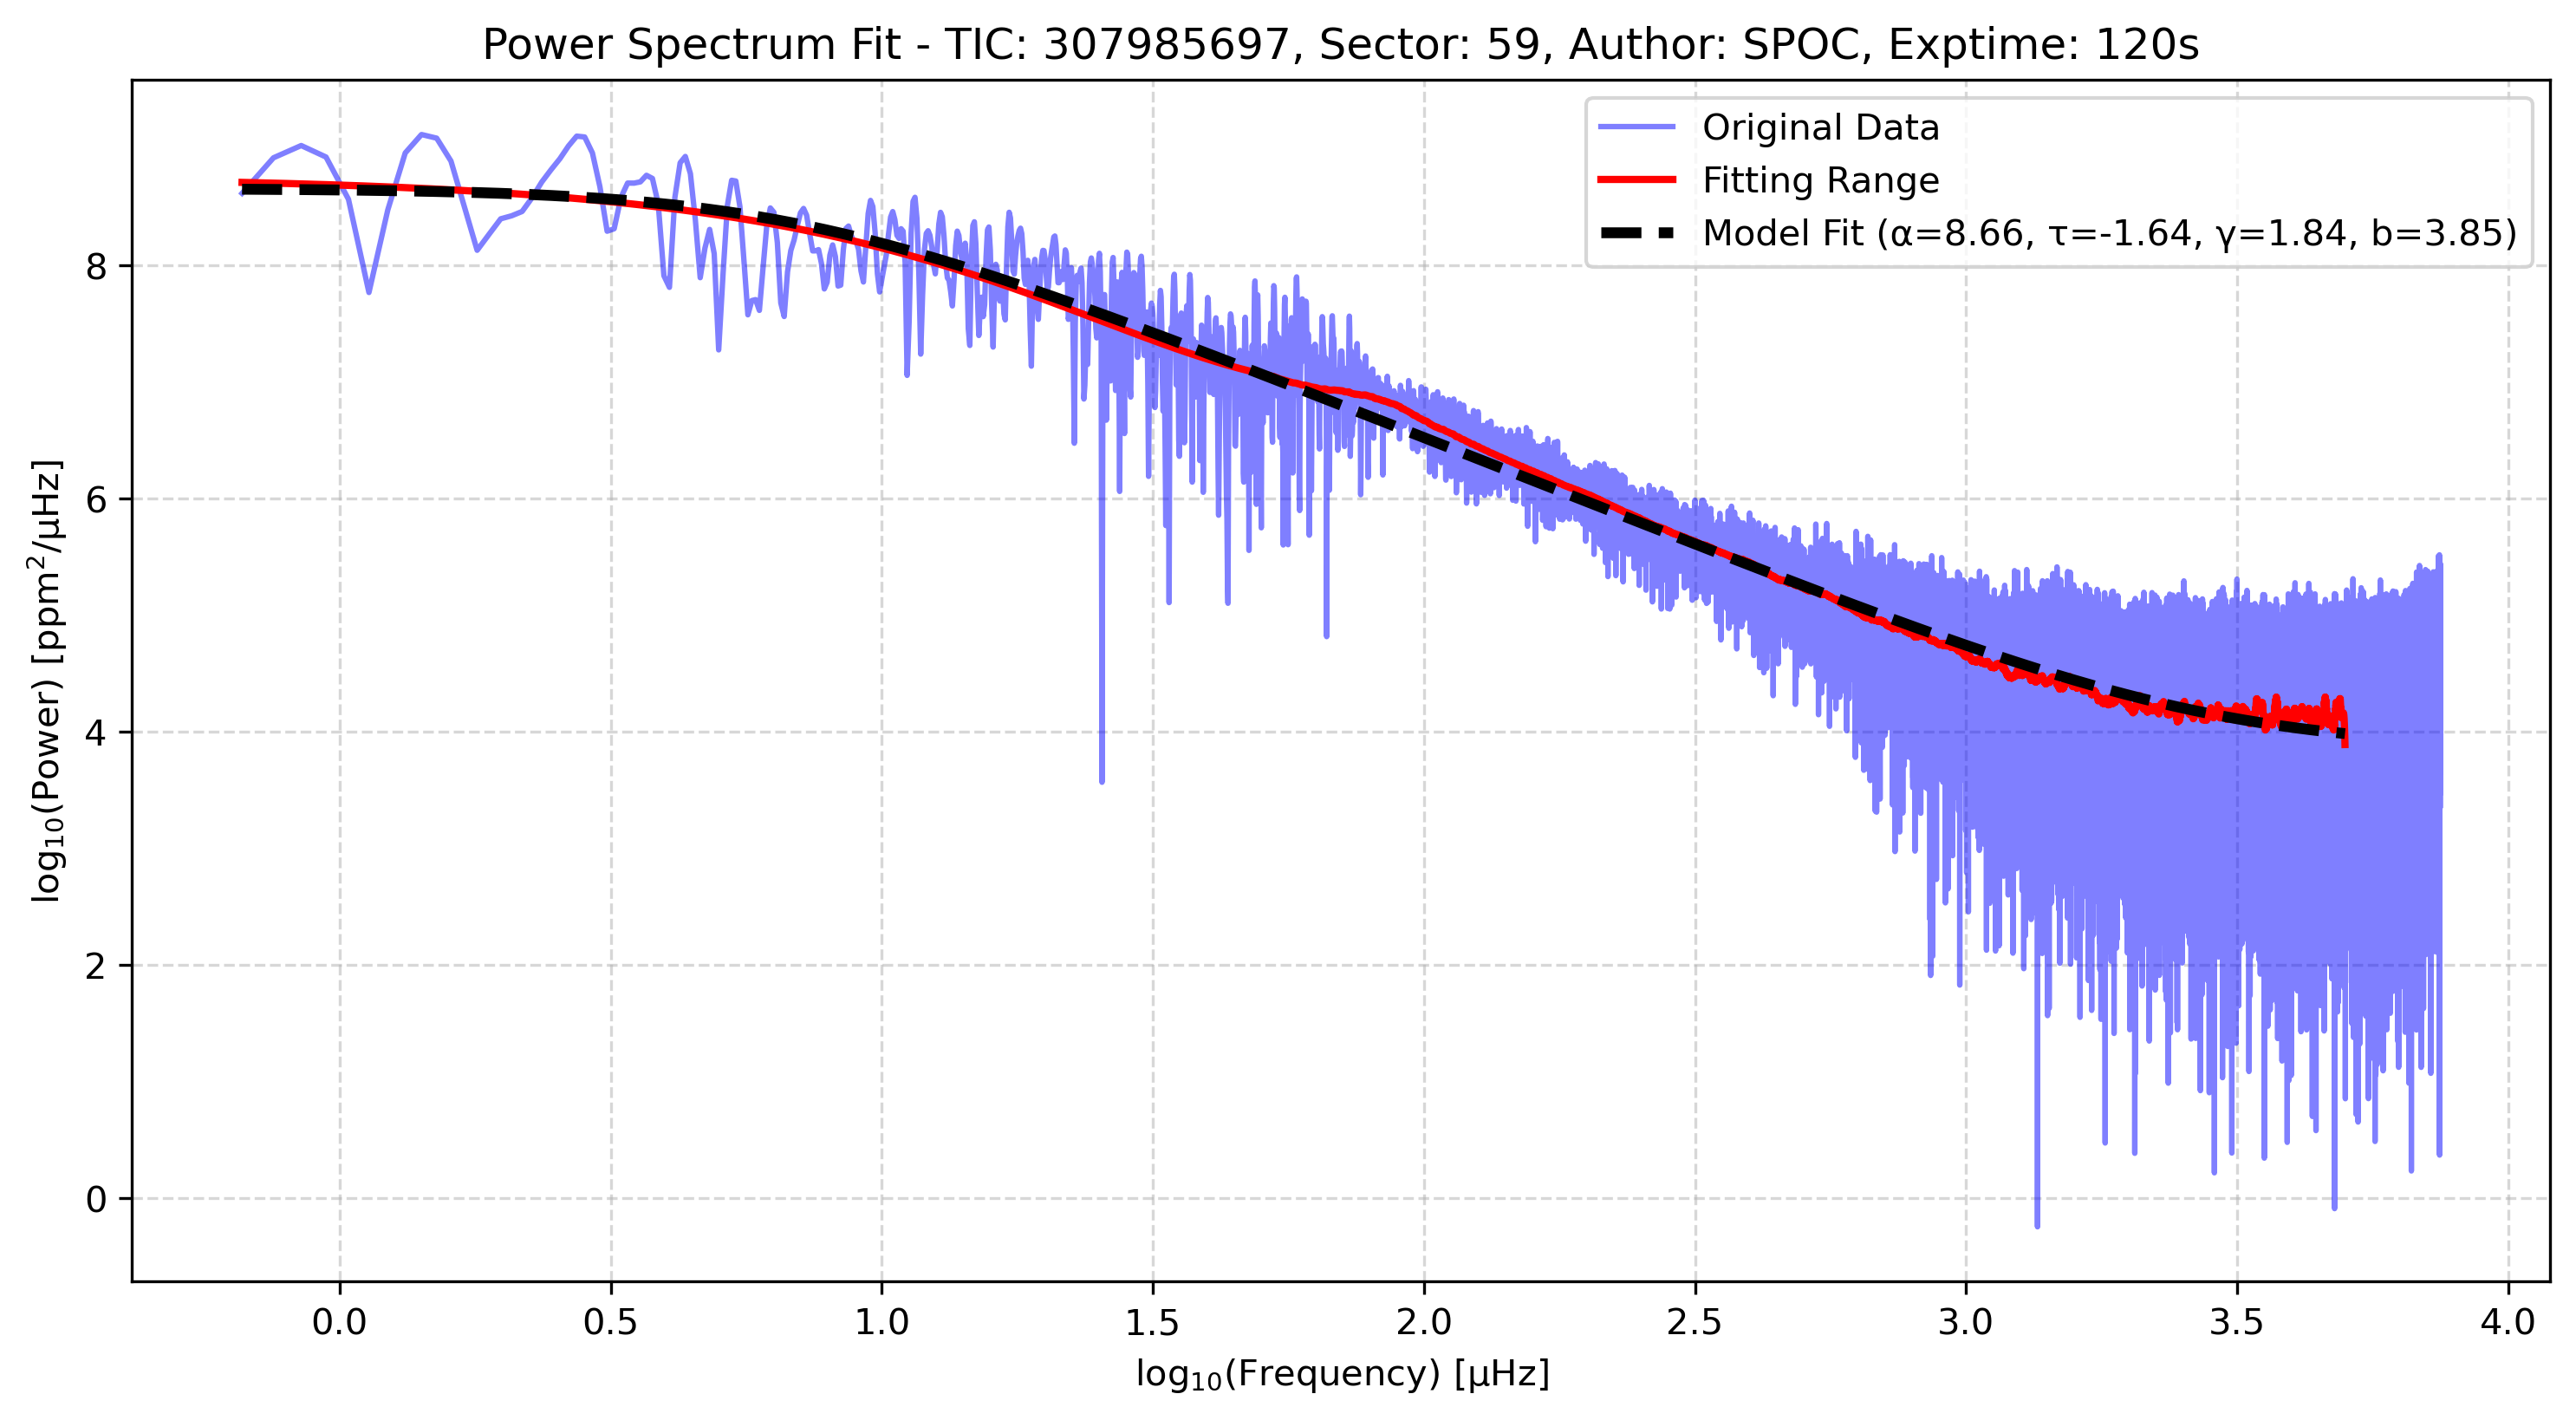 Power Spectrum Fit - TIC: 307985697, Sector: 59, Author: SPOC, Exptime: 120s
Original Data
Fitting Range
Model Fit (α=8.66, τ=-1.64, γ=1.84, b=3.85)
log₁₀(Power) [ppm²/μHz]
8
6
4
2
0
0.0 0.5 1.0 1.5 2.0 2.5 3.0 3.5 4.0
log₁₀(Frequency) [μHz]